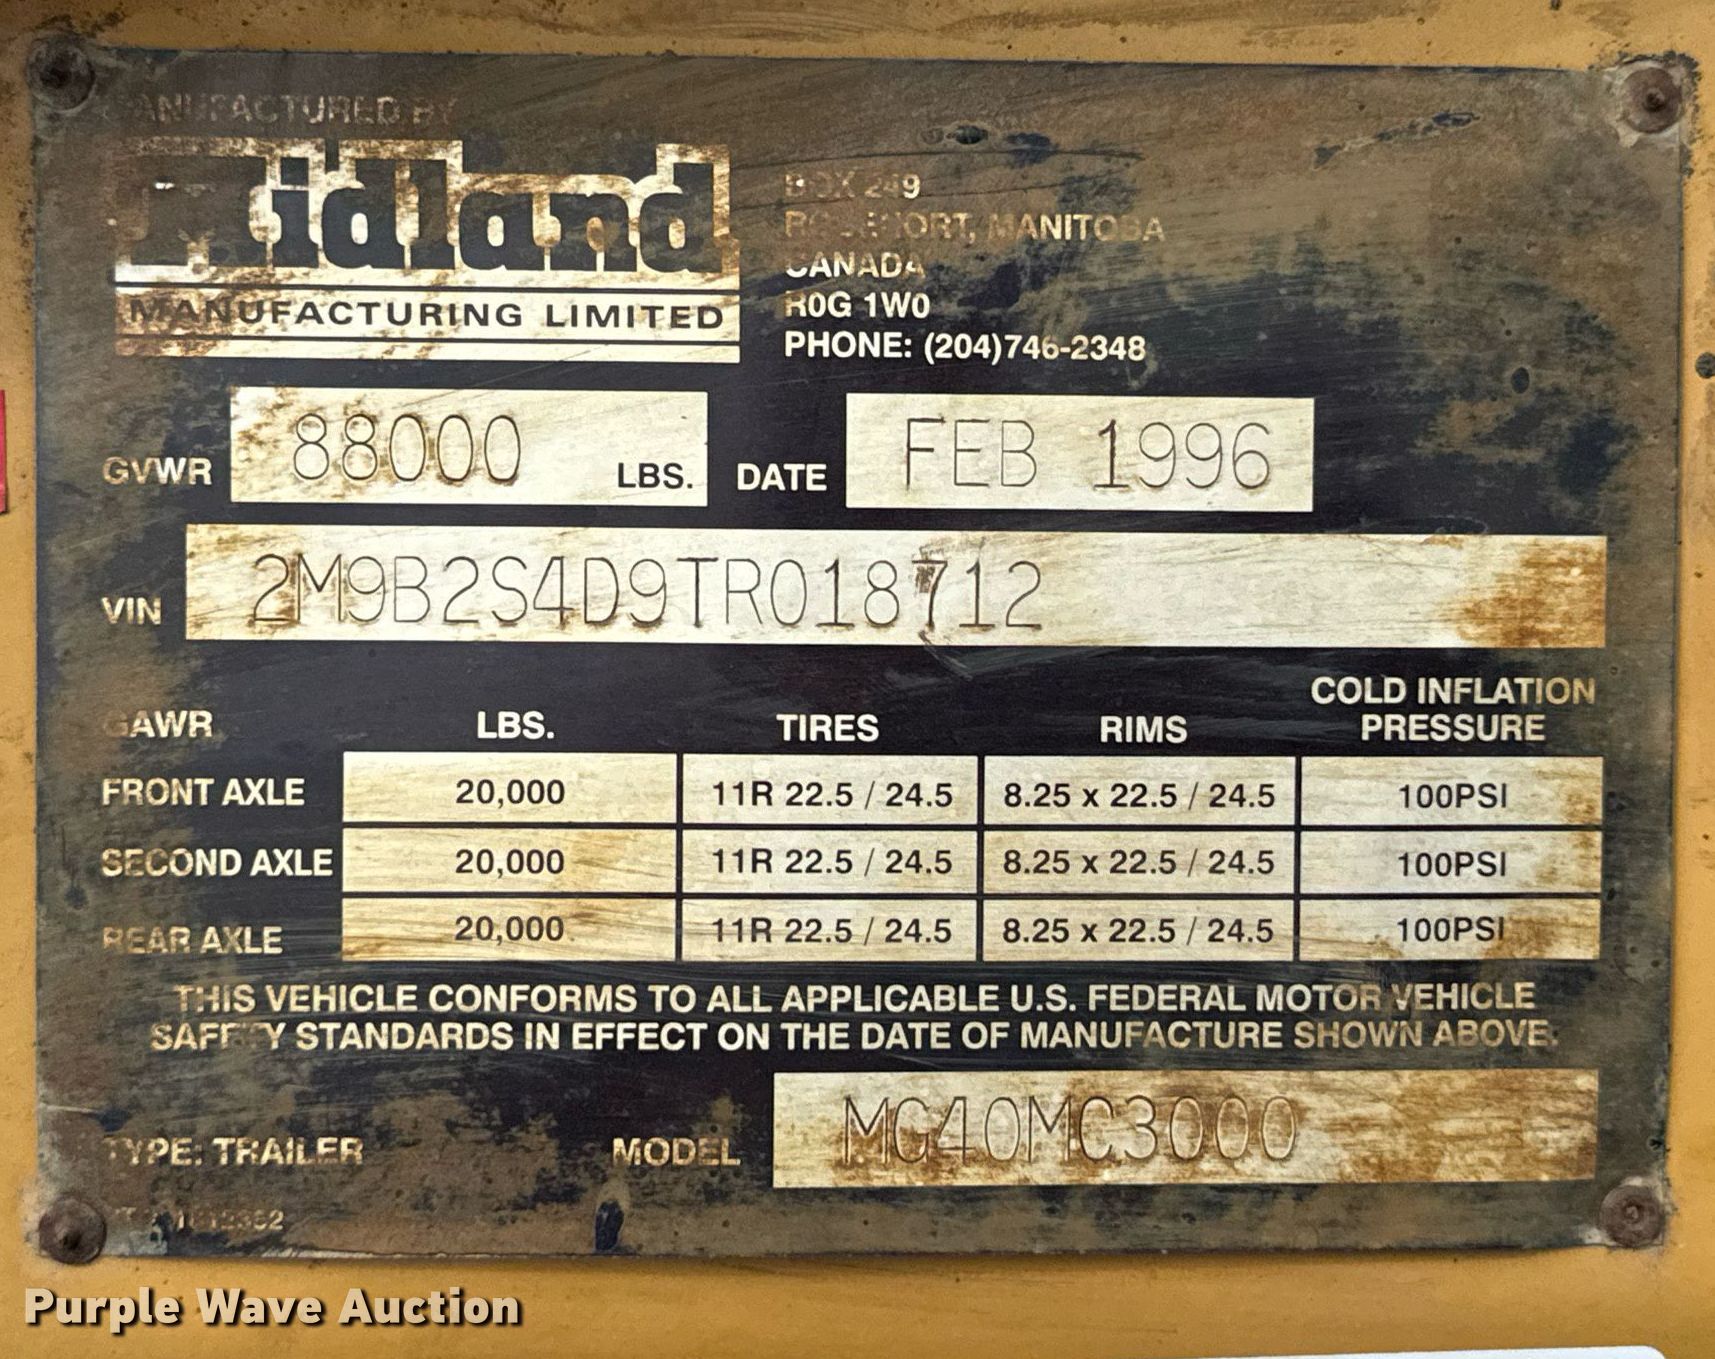 MANUFACTURED BY
Midland
MANUFACTURING LIMITED
BOX 249
ROSENORT, MANITOBA
CANADA
R0G 1W0
PHONE: (204)746-2348
GVWR 88000 LBS. DATE FEB 1996
VIN 2M9B2S4D9TR018712
GAWR LBS. TIRES RIMS COLD INFLATION PRESSURE
FRONT AXLE 20,000 11R 22.5 / 24.5 8.25 x 22.5 / 24.5 100PSI
SECOND AXLE 20,000 11R 22.5 / 24.5 8.25 x 22.5 / 24.5 100PSI
REAR AXLE 20,000 11R 22.5 / 24.5 8.25 x 22.5 / 24.5 100PSI
THIS VEHICLE CONFORMS TO ALL APPLICABLE U.S. FEDERAL MOTOR VEHICLE
SAFETY STANDARDS IN EFFECT ON THE DATE OF MANUFACTURE SHOWN ABOVE.
TYPE: TRAILER MODEL MG40MC3000
Purple Wave Auction